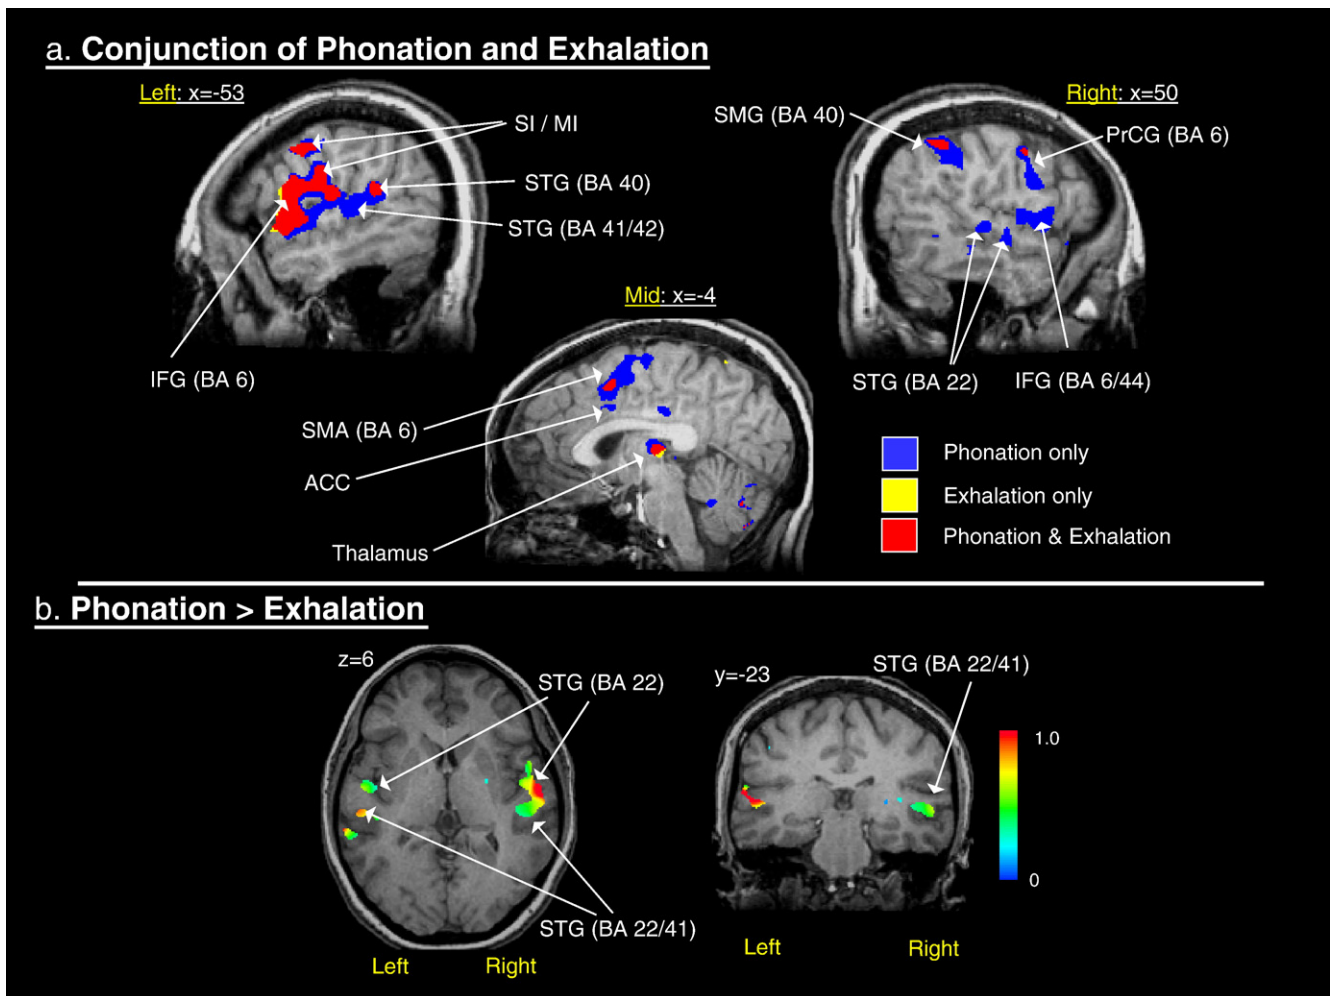 a. Conjunction of Phonation and Exhalation
Left: x=-53
SI / MI
STG (BA 40)
STG (BA 41/42)
IFG (BA 6)
Right: x=50
SMG (BA 40)
PrCG (BA 6)
STG (BA 22)
IFG (BA 6/44)
Mid: x=-4
SMA (BA 6)
ACC
Thalamus
Phonation only
Exhalation only
Phonation & Exhalation
b. Phonation > Exhalation
z=6
STG (BA 22)
STG (BA 22/41)
Left
Right
y=-23
STG (BA 22/41)
1.0
0
Left
Right